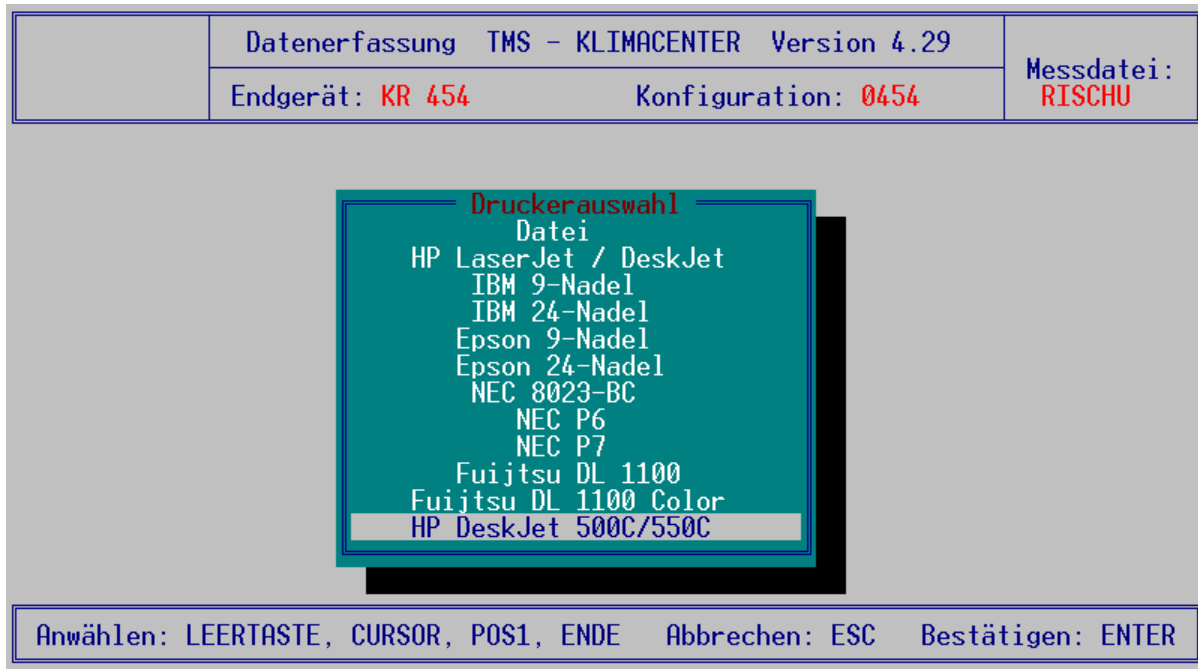 Datenerfassung TMS - KLIMACENTER Version 4.29
Endgerät: KR 454 Konfiguration: 0454
Messdatei:
RISCHU
Druckerauswahl
Datei
HP LaserJet / DeskJet
IBM 9-Nadel
IBM 24-Nadel
Epson 9-Nadel
Epson 24-Nadel
NEC 8023-BC
NEC P6
NEC P7
Fuijtsu DL 1100
Fuijtsu DL 1100 Color
HP DeskJet 500C/550C
Anwählen: LEERTASTE, CURSOR, POS1, ENDE Abbrechen: ESC Bestätigen: ENTER